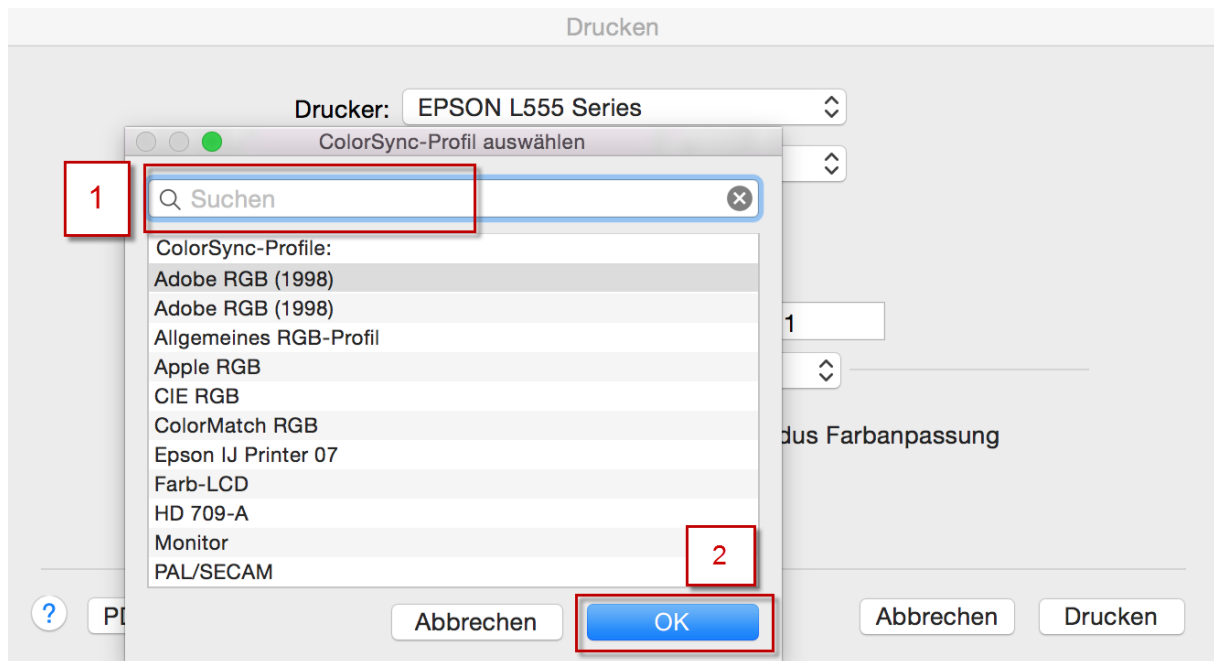 Drucken
Drucker: EPSON L555 Series
ColorSync-Profil auswählen
1
Suchen
ColorSync-Profile:
Adobe RGB (1998)
Adobe RGB (1998)
Allgemeines RGB-Profil
1
Apple RGB
CIE RGB
ColorMatch RGB
Farbanpassung
Epson IJ Printer 07
Farb-LCD
HD 709-A
Monitor
2
PAL/SECAM
?
Abbrechen
OK
Abbrechen
Drucken